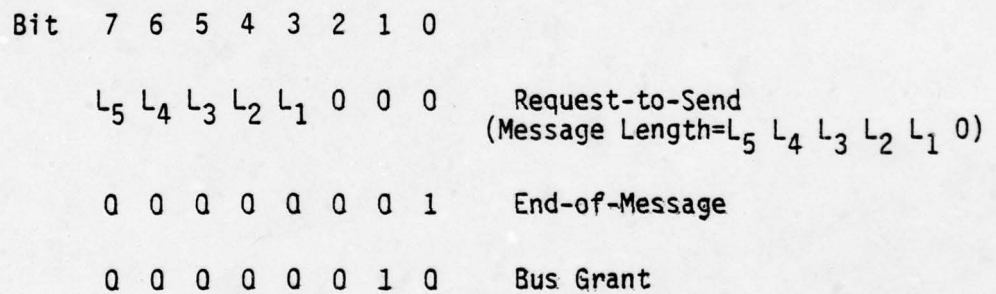 Bit 7 6 5 4 3 2 1 0
L5 L4 L3 L2 L1 0 0 0 Request-to-Send
(Message Length=L5 L4 L3 L2 L1 0)
0 0 0 0 0 0 0 1 End-of-Message
0 0 0 0 0 0 1 0 Bus Grant